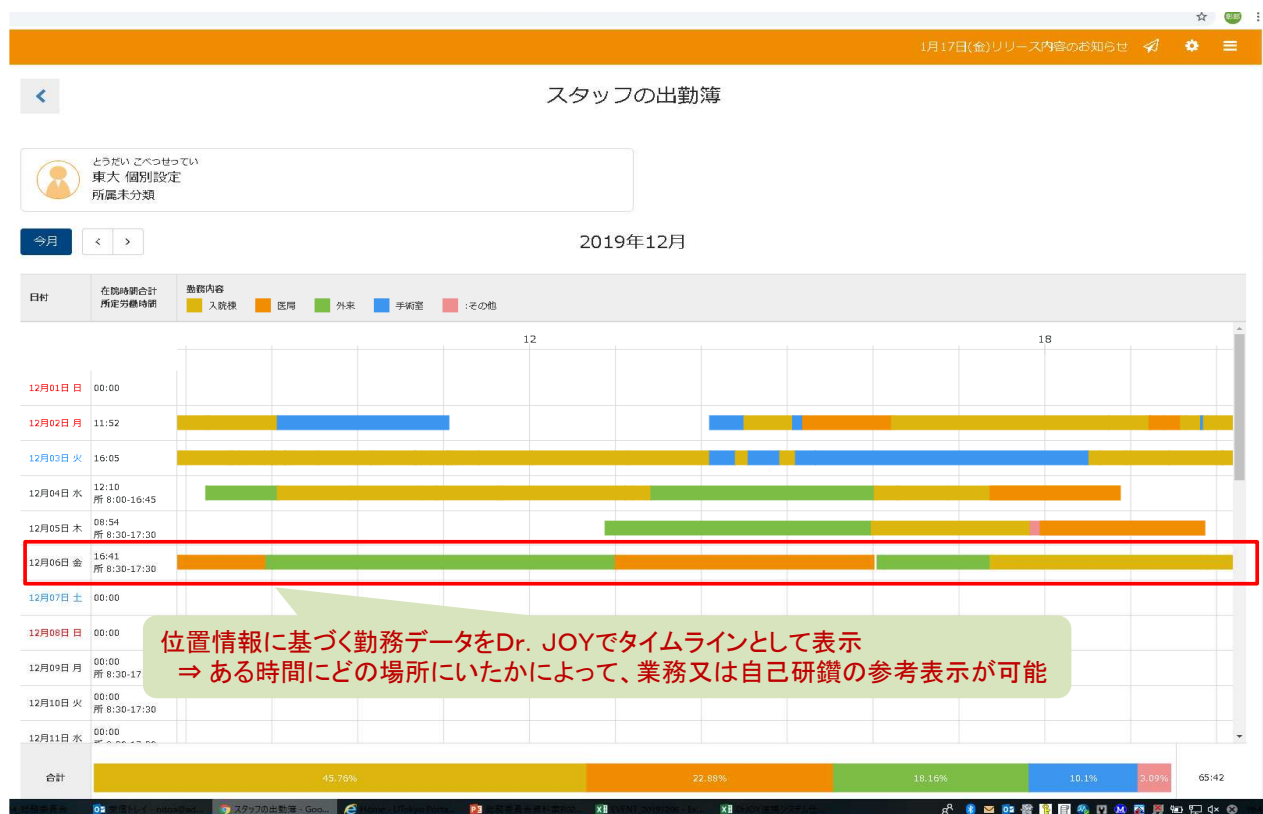 1月17日(金)リリース内容のお知らせ
スタッフの出勤簿
とうだい こべつせってい
東大 個別設定
所属未分類
今月
2019年12月
日付
在院時間合計
所定労働時間
勤務内容
入院棟 医局 外来 手術室 :その他
12 18
12月01日 日 00:00
12月02日 月 11:52
12月03日 火 16:05
12月04日 水 12:10
所 8:00-16:45
12月05日 木 08:54
所 8:30-17:30
12月06日 金 16:41
所 8:30-17:30
12月07日 土 00:00
12月08日 日 00:00
位置情報に基づく勤務データをDr. JOYでタイムラインとして表示
⇒ ある時間にどの場所にいたかによって、業務又は自己研鑽の参考表示が可能
12月09日 月 00:00
所 8:30-17
12月10日 火 00:00
所 8:30-17:30
12月11日 水 00:00
合計 45.76% 22.88% 18.16% 10.1% 3.09% 65:42
スタッフの出勤簿 - Goo...